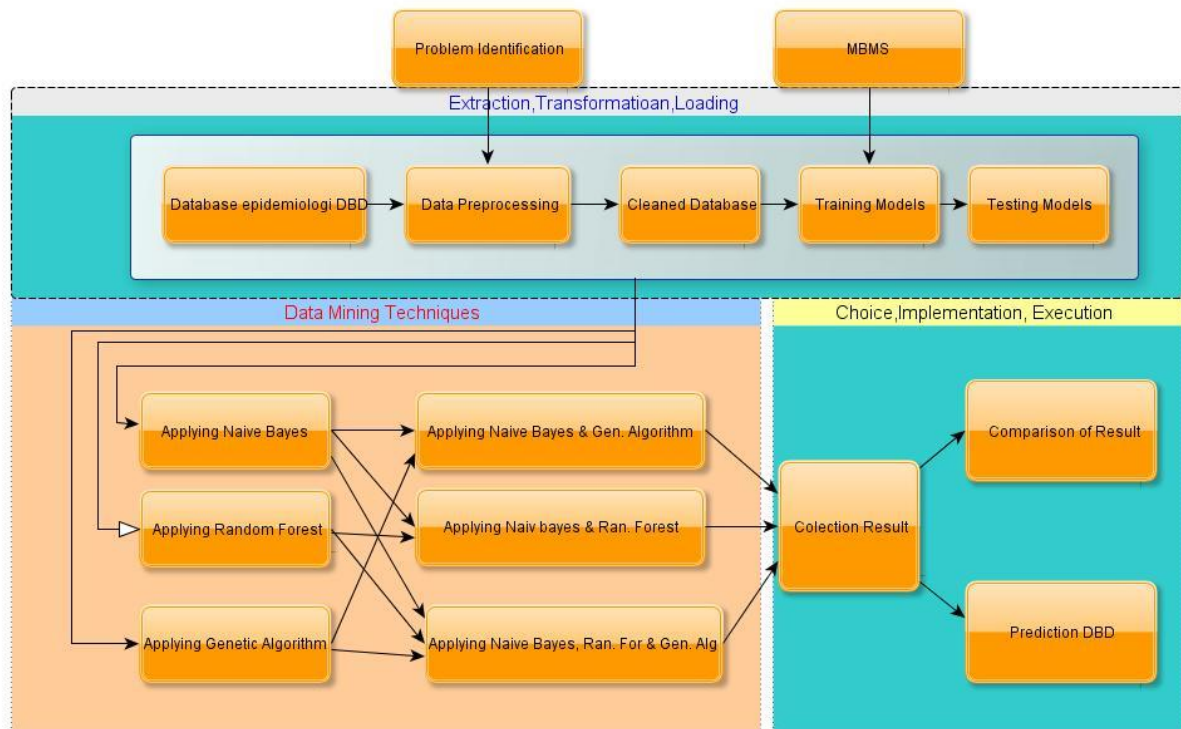 Problem Identification
MBMS
Extraction,Transformatioan,Loading
Database epidemiologi DBD
Data Preprocessing
Cleaned Database
Training Models
Testing Models
Data Mining Techniques
Choice,Implementation, Execution
Applying Naive Bayes
Applying Naive Bayes & Gen. Algorithm
Comparison of Result
Applying Random Forest
Applying Naiv bayes & Ran. Forest
Colection Result
Applying Genetic Algorithm
Applying Naive Bayes, Ran. For & Gen. Alg
Prediction DBD